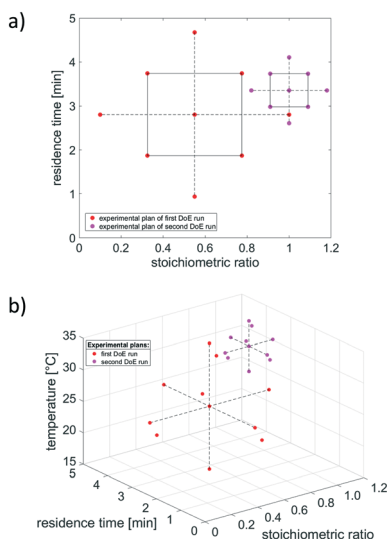 a)
5
4
3
2
1
0
residence time [min]
experimental plan of first DoE run
experimental plan of second DoE run
0 0.2 0.4 0.6 0.8 1 1.2
stoichiometric ratio
b)
35
30
25
20
15
temperature [°C]
Experimental plans:
first DoE run
second DoE run
5
4
3
2
1
0
residence time [min]
0
0.2
0.4
0.6
0.8
1.0
1.2
stoichiometric ratio